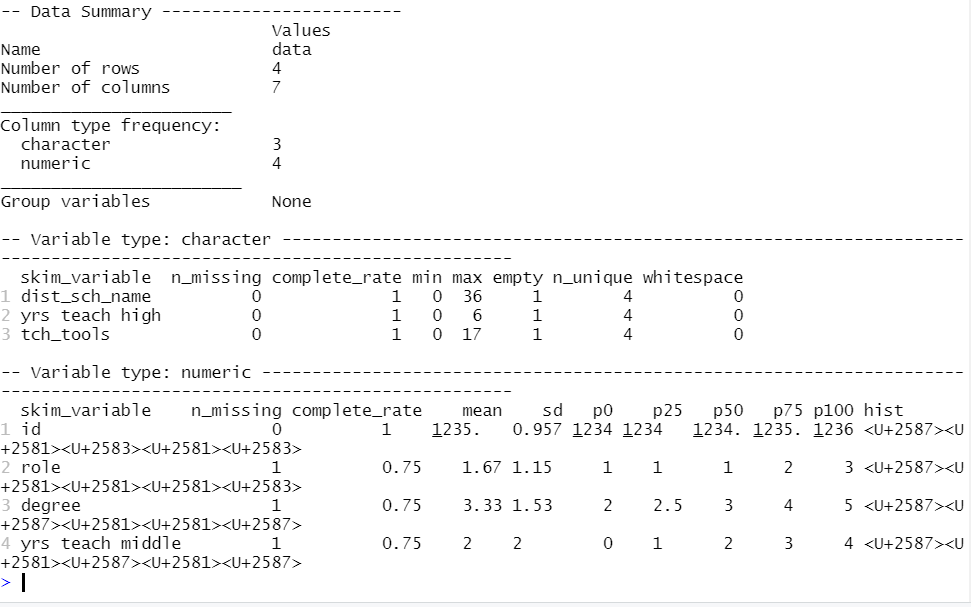 -- Data Summary ------------------------
                           Values
Name                       data
Number of rows             4
Number of columns          7
_______________________
Column type frequency:
  character                3
  numeric                  4
________________________
Group variables            None
-- Variable type: character --------------------------------------------------------------------
---------------------------------------------------
  skim_variable  n_missing complete_rate min max empty n_unique whitespace
1 dist_sch_name          0             1   0  36     1        4          0
2 yrs teach high         0             1   0   6     1        4          0
3 tch_tools              0             1   0  17     1        4          0
-- Variable type: numeric ----------------------------------------------------------------------
---------------------------------------------------
  skim_variable    n_missing complete_rate    mean    sd   p0    p25    p50   p75 p100 hist
1 id                       0             1 1235.   0.957 1234 1234   1234. 1235. 1236 <U+2587><U
+2581><U+2583><U+2581><U+2583>
2 role                     1          0.75    1.67 1.15     1    1      1     2     3 <U+2587><U
+2581><U+2581><U+2581><U+2583>
3 degree                   1          0.75    3.33 1.53     2    2.5    3     4     5 <U+2587><U
+2587><U+2581><U+2581><U+2587>
4 yrs teach middle         1          0.75    2    2        0    1      2     3     4 <U+2587><U
+2581><U+2587><U+2581><U+2587>
>